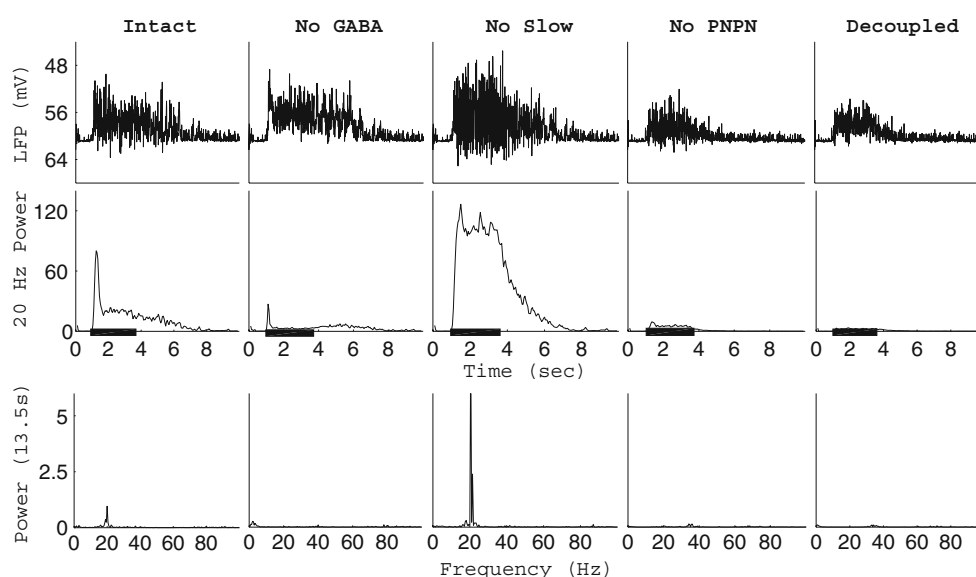 Intact No GABA No Slow No PNPN Decoupled
LFP (mV)
48
56
64
20 Hz Power
120
60
0
0 2 4 6 8 0 2 4 6 8 0 2 4 6 8 0 2 4 6 8 0 2 4 6 8
Time (sec)
Power (13.5s)
5
2.5
0
0 20 40 60 80 0 20 40 60 80 0 20 40 60 80 0 20 40 60 80 0 20 40 60 80
Frequency (Hz)